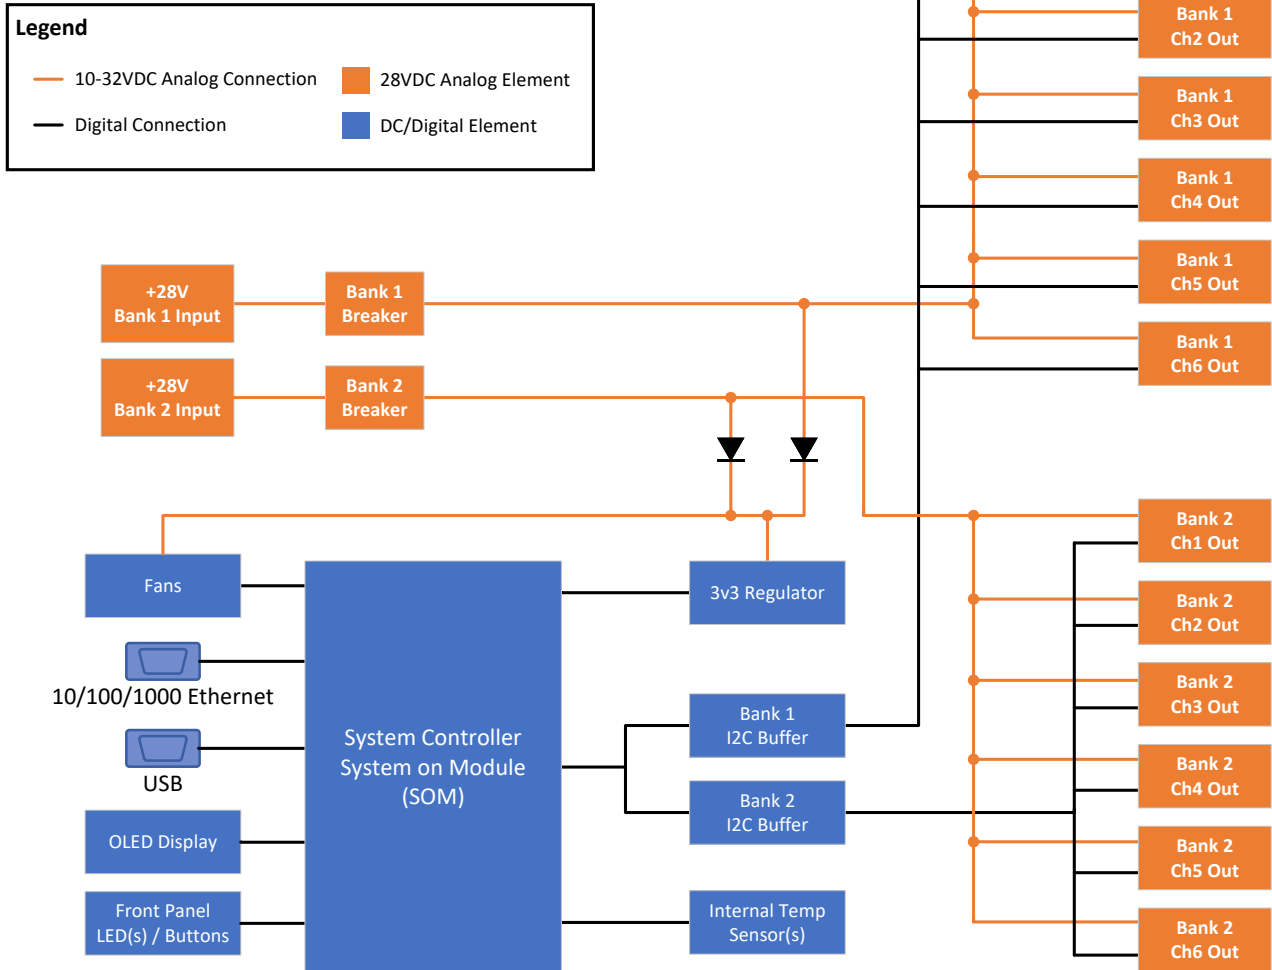 Legend
10-32VDC Analog Connection
28VDC Analog Element
Digital Connection
DC/Digital Element
Bank 1
Ch2 Out
Bank 1
Ch3 Out
Bank 1
Ch4 Out
Bank 1
Ch5 Out
Bank 1
Ch6 Out
+28V
Bank 1 Input
Bank 1
Breaker
+28V
Bank 2 Input
Bank 2
Breaker
Fans
10/100/1000 Ethernet
USB
OLED Display
Front Panel
LED(s) / Buttons
System Controller
System on Module
(SOM)
3v3 Regulator
Bank 1
I2C Buffer
Bank 2
I2C Buffer
Internal Temp
Sensor(s)
Bank 2
Ch1 Out
Bank 2
Ch2 Out
Bank 2
Ch3 Out
Bank 2
Ch4 Out
Bank 2
Ch5 Out
Bank 2
Ch6 Out